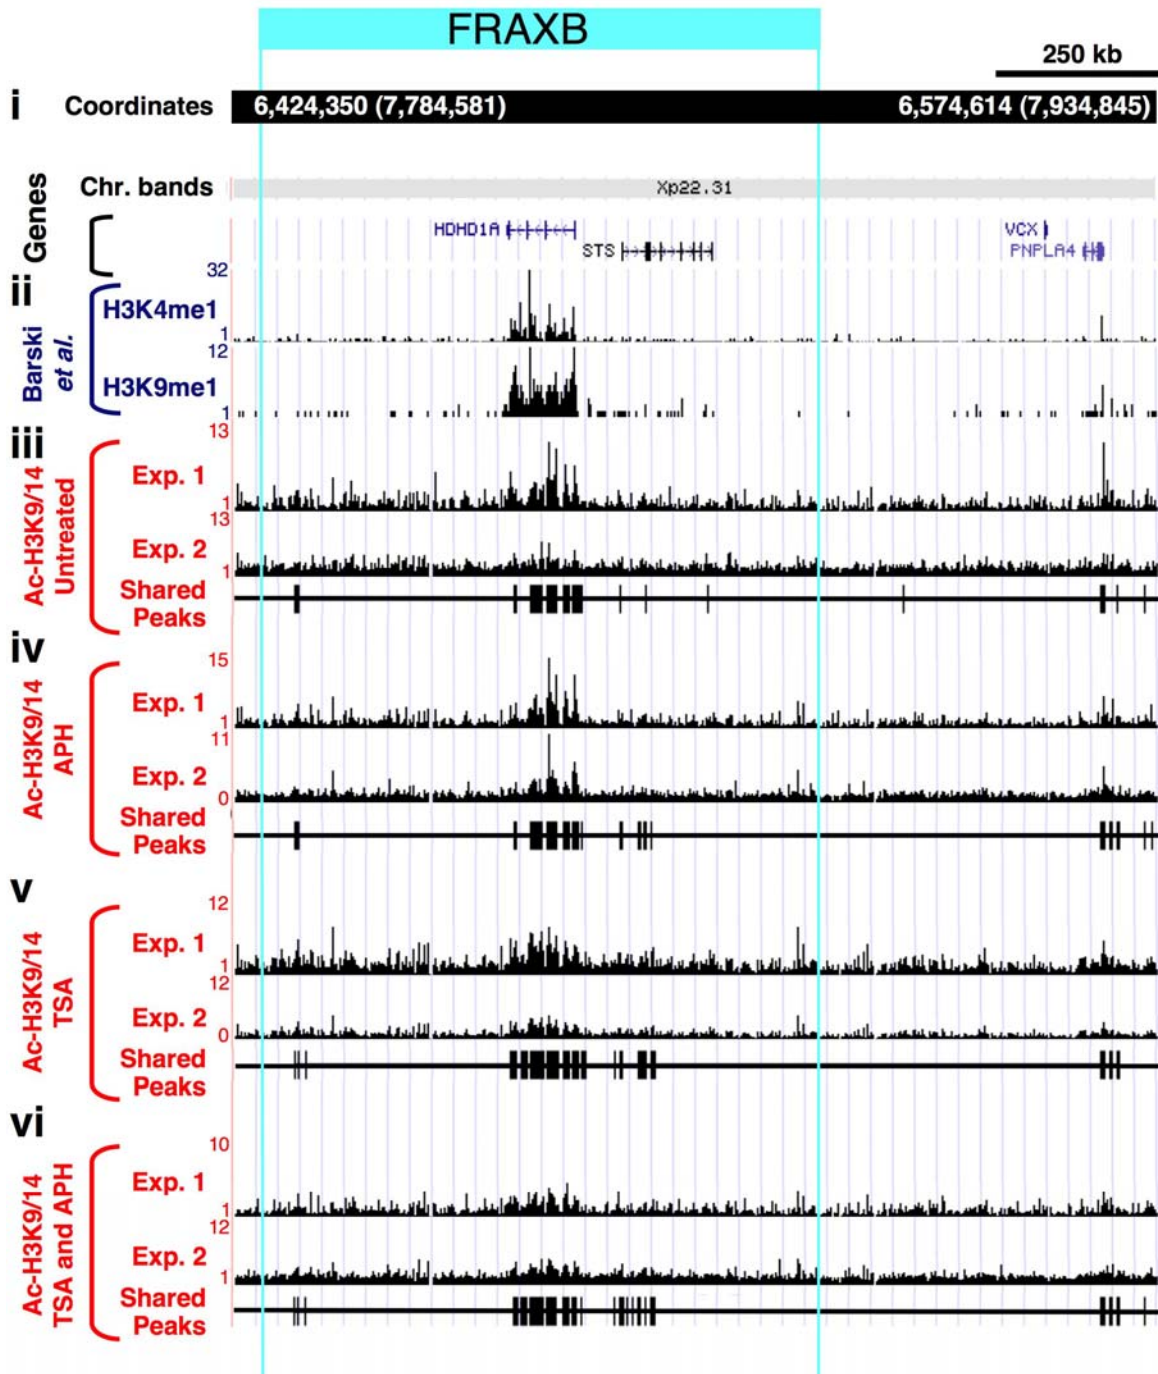 FRAXB
250 kb
i Coordinates 6,424,350 (7,784,581) 6,574,614 (7,934,845)
Chr. bands Xp22.31
Genes
HDHD1A VCX
STS PNPLA4
ii
Barski et al.
32
H3K4me1
1
12
H3K9me1
1
iii
Ac-H3K9/14 Untreated
13
Exp. 1
1
13
Exp. 2
1
Shared
Peaks
iv
Ac-H3K9/14 APH
15
Exp. 1
1
11
Exp. 2
0
Shared
Peaks
v
Ac-H3K9/14 TSA
12
Exp. 1
1
12
Exp. 2
0
Shared
Peaks
vi
Ac-H3K9/14 TSA and APH
10
Exp. 1
1
12
Exp. 2
1
Shared
Peaks